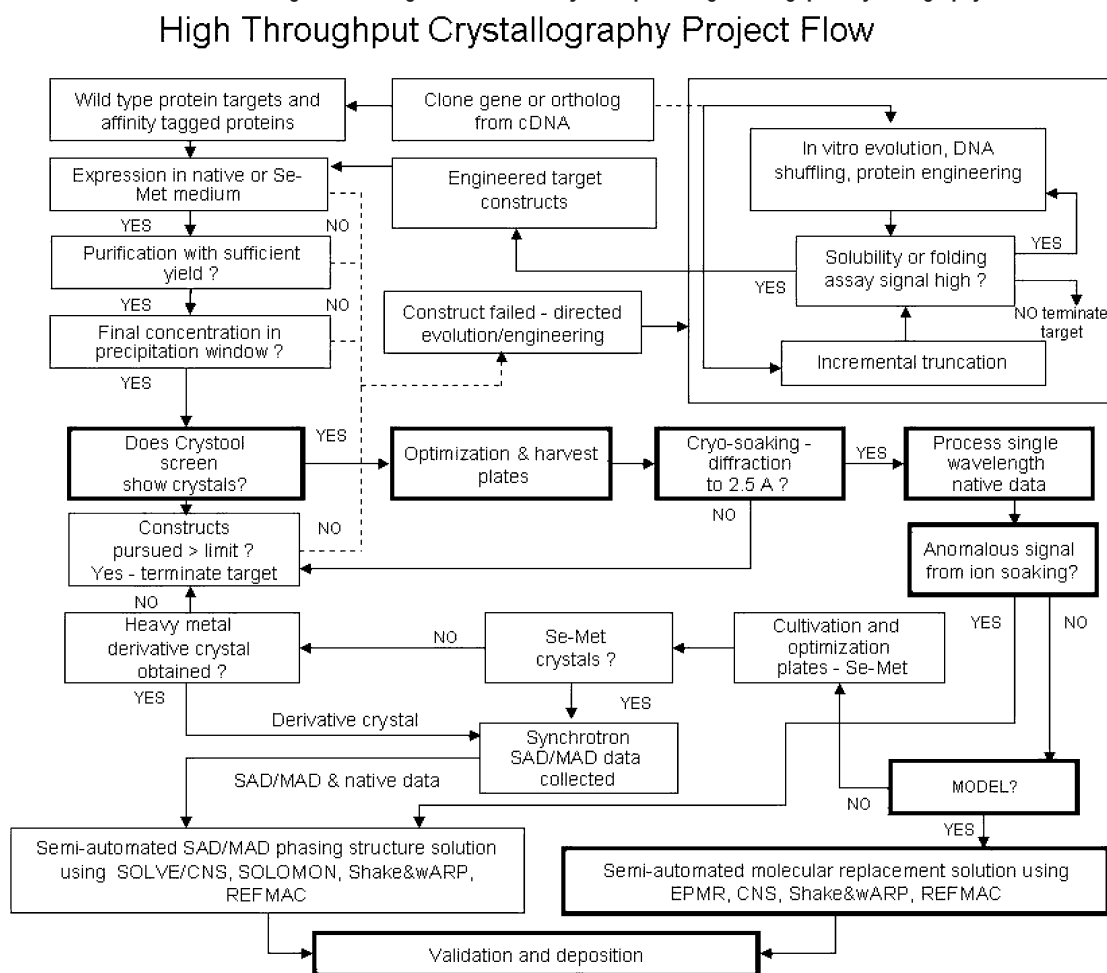 High Throughput Crystallography Project Flow
Wild type protein targets and
affinity tagged proteins
Clone gene or ortholog
from cDNA
In vitro evolution, DNA
shuffling, protein engineering
Expression in native or Se-
Met medium
Engineered target
constructs
YES
NO
Purification with sufficient
yield ?
YES
Solubility or folding
assay signal high ?
YES
YES
NO
NO terminate
target
Final concentration in
precipitation window ?
Construct failed - directed
evolution/engineering
Incremental truncation
YES
Does Crystool
screen
show crystals?
YES
Optimization & harvest
plates
Cryo-soaking -
diffraction
to 2.5 A ?
YES
Process single
wavelength
native data
NO
NO
Constructs
pursued > limit ?
Yes - terminate target
Anomalous signal
from ion soaking?
NO
YES
NO
Heavy metal
derivative crystal
obtained ?
NO
Se-Met
crystals ?
Cultivation and
optimization
plates - Se-Met
YES
YES
Derivative crystal
Synchrotron
SAD/MAD data
collected
SAD/MAD & native data
MODEL?
NO
YES
Semi-automated SAD/MAD phasing structure solution
using SOLVE/CNS, SOLOMON, Shake&wARP,
REFMAC
Semi-automated molecular replacement solution using
EPMR, CNS, Shake&wARP, REFMAC
Validation and deposition